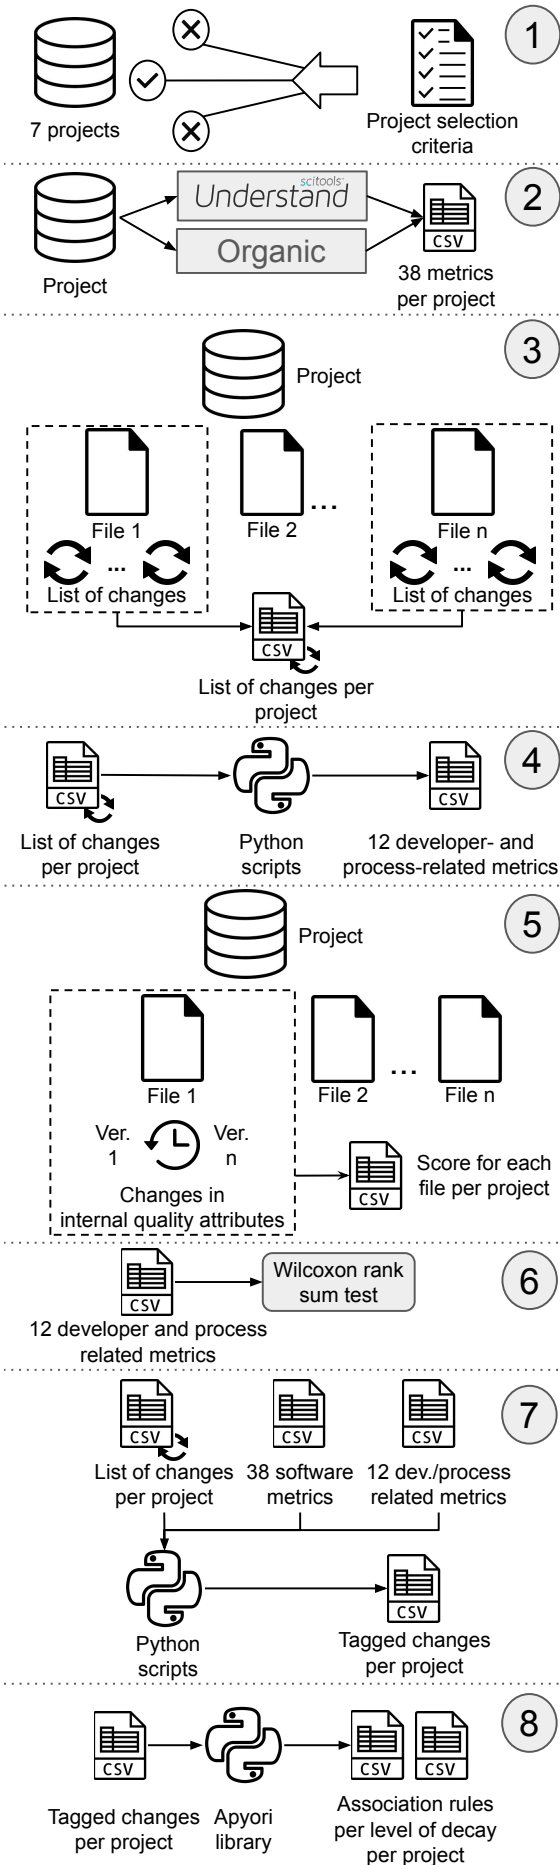 1
7 projects
Project selection
criteria
2
scitools
Understand
Organic
CSV
Project
38 metrics
per project
3
Project
File 1
File 2
...
File n
...
List of changes
...
List of changes
CSV
List of changes per
project
4
CSV
CSV
List of changes
per project
Python
scripts
12 developer- and
process-related metrics
5
Project
File 1
File 2
...
File n
Ver.
1
Ver.
n
Changes in
internal quality attributes
CSV
Score for each
file per project
6
CSV
Wilcoxon rank
sum test
12 developer and process
related metrics
7
CSV
CSV
CSV
List of changes
per project
38 software
metrics
12 dev./process
related metrics
CSV
Python
scripts
Tagged changes
per project
8
CSV
CSV
CSV
Tagged changes
per project
Apyori
library
Association rules
per level of decay
per project